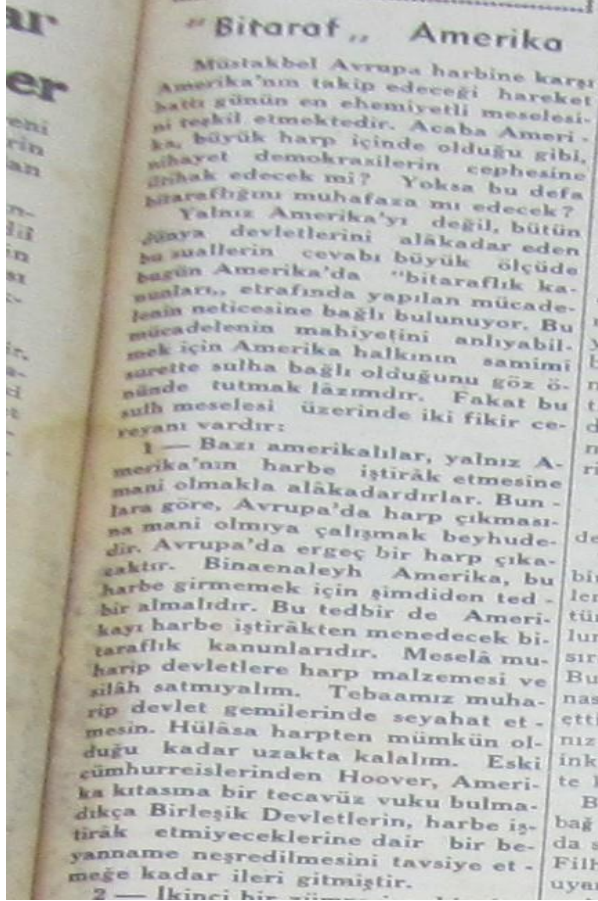 ar
er
"Bitaraf„ Amerika
Müstakbel Avrupa harbine karşı
Amerika'nın takip edeceği hareket
hattı günün en ehemiyetli meselesi-
ni teşkil etmektedir. Acaba Ameri-
ka, büyük harp içinde olduğu gibi,
nihayet demokrasilerin cephesine
iltihak edecek mi? Yoksa bu defa
bitaraflığını muhafaza mı edecek?
Yalnız Amerika'yı değil, bütün
dünya devletlerini alâkadar eden
bu suallerin cevabı büyük ölçüde
bugün Amerika'da "bitaraflık ka-
nunları„ etrafında yapılan mücade-
lenin neticesine bağlı bulunuyor. Bu
mücadelenin mahiyetini anlıyabil-
mek için Amerika halkının samimi
surette sulha bağlı olduğunu göz ö-
nünde tutmak lâzımdır. Fakat bu
sulh meselesi üzerinde iki fikir ce-
reyanı vardır:
1 — Bazı amerikalılar, yalnız A-
merika'nın harbe iştirâk etmesine
mani olmakla alâkadardırlar. Bun-
lara göre, Avrupa'da harp çıkması-
na mani olmıya çalışmak beyhude-
dir. Avrupa'da ergeç bir harp çıka-
caktır. Binaenaleyh Amerika, bu
harbe girmemek için şimdiden ted-
bir almalıdır. Bu tedbir de Ameri-
kayı harbe iştirâkten menedecek bi-
taraflık kanunlarıdır. Meselâ mu-
harip devletlere harp malzemesi ve
silâh satmıyalım. Tebaamız muha-
rip devlet gemilerinde seyahat et-
mesin. Hülâsa harpten mümkün ol-
duğu kadar uzakta kalalım. Eski
cümhurreislerinden Hoover, Ameri-
ka kıtasına bir tecavüz vuku bulma-
dıkça Birleşik Devletlerin, harbe iş-
tirâk etmiyeceklerine dair bir be-
yanname neşredilmesini tavsiye et-
meğe kadar ileri gitmiştir.
2 — İkinci bir